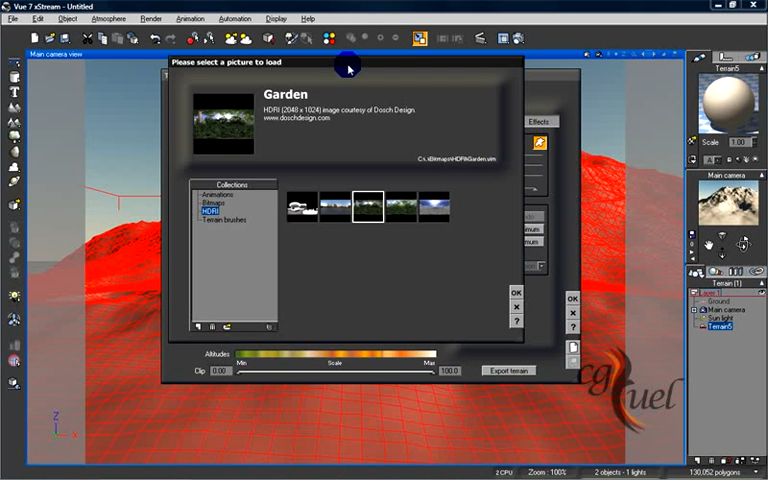 Vue 7 xStream - Untitled
File Edit Object Atmosphere Render Animation Automation Display Help
Main camera view
Please select a picture to load
Garden
HDRI (2048 x 1024) image courtesy of Dosch Design.
www.doschdesign.com
C:\..\Bitmaps\HDRI\Garden.vim
Collections
Animations
Bitmaps
HDRI
Terrain brushes
OK
?
Effects
OK
?
Altitudes
Min Scale Max
Clip 0.00 100.0
Export terrain
Terrain5
Scale 1.00
Main camera
Terrain (1)
Layer 1
Ground
Main camera
Sun light
Terrain5
cg fuel
Z
X
2 CPU Zoom : 100% 2 objects - 1 lights 130,052 polygons